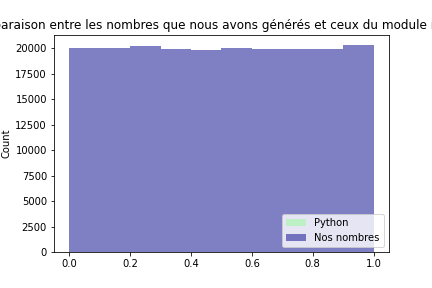 paraison entre les nombres que nous avons générés et ceux du module
20000
17500
15000
12500
10000
7500
5000
2500
0
Count
0.0 0.2 0.4 0.6 0.8 1.0
Python
Nos nombres